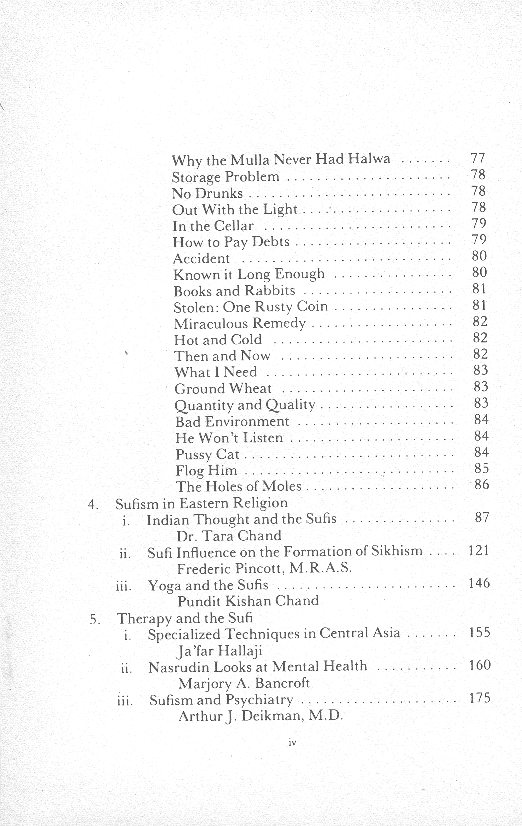 Why the Mulla Never Had Halwa ....... 77
Storage Problem ...................... 78
No Drunks ........................... 78
Out With the Light .................... 78
In the Cellar ......................... 79
How to Pay Debts ..................... 79
Accident ............................ 80
Known it Long Enough ................ 80
Books and Rabbits .................... 81
Stolen: One Rusty Coin ................ 81
Miraculous Remedy ................... 82
Hot and Cold ........................ 82
Then and Now ....................... 82
What I Need ......................... 83
Ground Wheat ....................... 83
Quantity and Quality .................. 83
Bad Environment ..................... 84
He Won't Listen ...................... 84
Pussy Cat ............................ 84
Flog Him ............................ 85
The Holes of Moles .................... 86
4. Sufism in Eastern Religion
i. Indian Thought and the Sufis ............... 87
Dr. Tara Chand
ii. Sufi Influence on the Formation of Sikhism .... 121
Frederic Pincott, M.R.A.S.
iii. Yoga and the Sufis ........................ 146
Pundit Kishan Chand
5. Therapy and the Sufi
i. Specialized Techniques in Central Asia ....... 155
Ja'far Hallaji
ii. Nasrudin Looks at Mental Health ........... 160
Marjory A. Bancroft
iii. Sufism and Psychiatry ..................... 175
Arthur J. Deikman, M.D.
iv